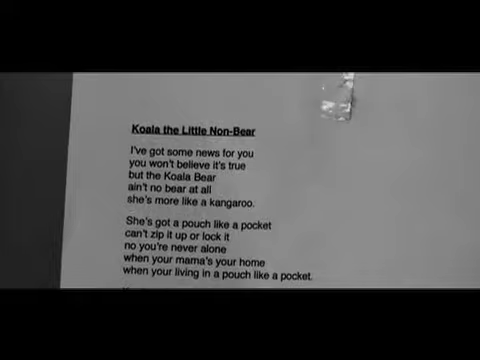 Koala the Little Non-Bear
I've got some news for you
you won't believe it's true
but the Koala Bear
ain't no bear at all
she's more like a kangaroo.
She's got a pouch like a pocket
can't zip it up or lock it
no you're never alone
when your mama's your home
when your living in a pouch like a pocket.